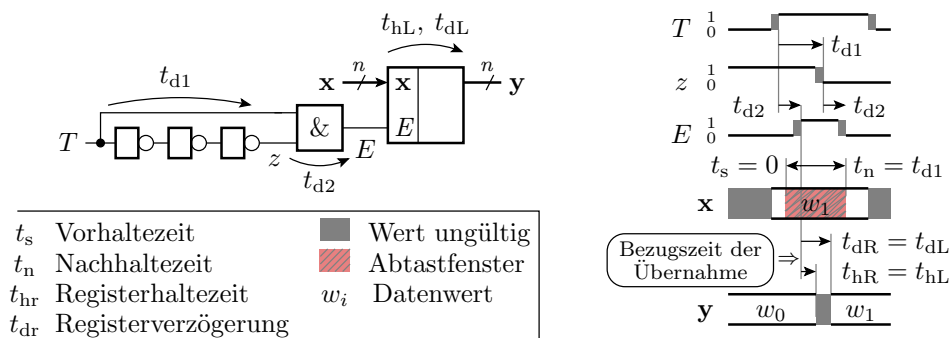 t_hL, t_dL
n
n
x
x
y
t_d1
T
&
E
E
z
t_d2
t_s Vorhaltezeit
t_n Nachhaltezeit
t_hr Registerhaltezeit
t_dr Registerverzögerung
Wert ungültig
Abtastfenster
w_i Datenwert
T 1 0
t_d1
z 1 0
t_d2 t_d2
E 1 0
t_s = 0 t_n = t_d1
x w_1
Bezugszeit der
Übernahme ⇒
t_dR = t_dL
t_hR = t_hL
y w_0 w_1